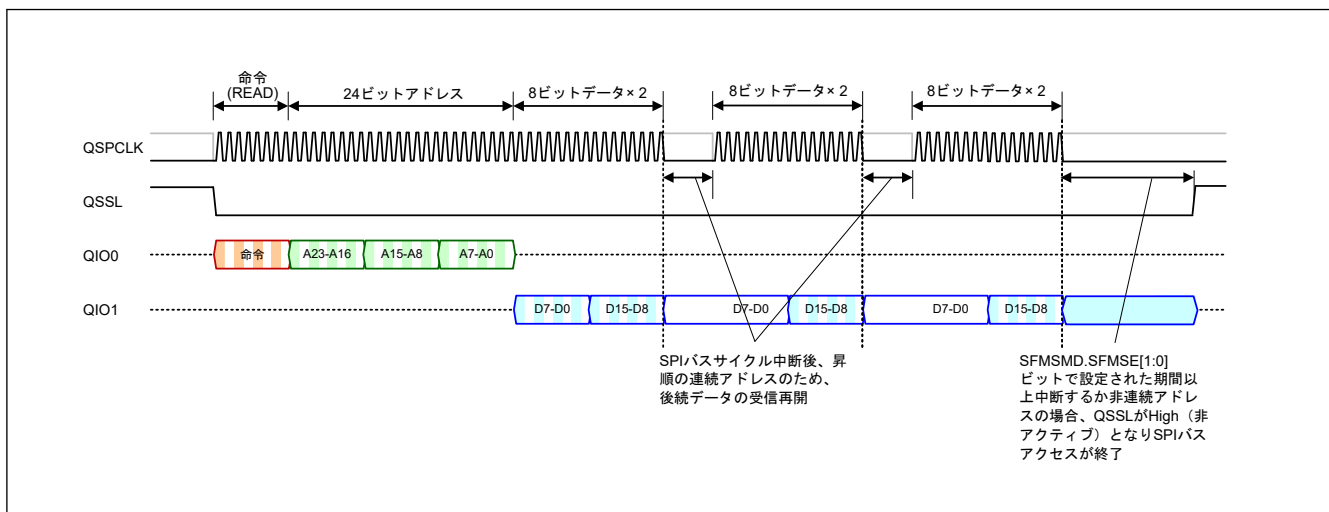 命令
(READ)
24ビットアドレス
8ビットデータ× 2
8ビットデータ× 2
8ビットデータ× 2
QSPCLK
QSSL
QIO0
命令
A23-A16
A15-A8
A7-A0
QIO1
D7-D0
D15-D8
D7-D0
D15-D8
D7-D0
D15-D8
SPIバスサイクル中断後、昇
順の連続アドレスのため、
後続データの受信再開
SFMSMD.SFMSE[1:0]
ビットで設定された期間以
上中断するか非連続アドレ
スの場合、QSSLがHigh（非
アクティブ）となりSPIバス
アクセスが終了